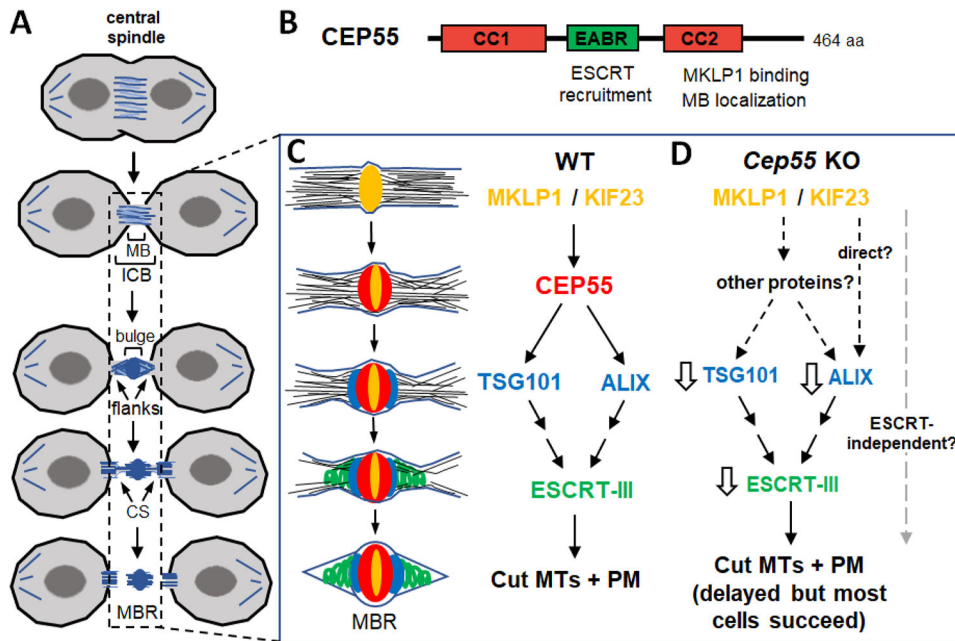 A
central
spindle
MB
ICB
bulge
flanks
CS
MBR
B
CEP55
CC1
EABR
CC2
464 aa
ESCRT
recruitment
MKLP1 binding
MB localization
C
WT
MKLP1 / KIF23
CEP55
TSG101
ALIX
ESCRT-III
Cut MTs + PM
MBR
D
Cep55 KO
MKLP1 / KIF23
direct?
other proteins?
TSG101
ALIX
ESCRT-
independent?
ESCRT-III
Cut MTs + PM
(delayed but most
cells succeed)